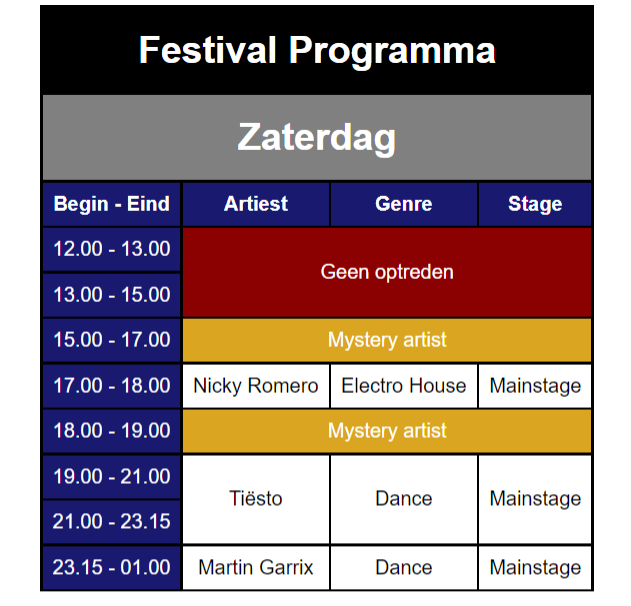 Festival Programma
Zaterdag
Begin - Eind Artiest Genre Stage
12.00 - 13.00
Geen optreden
13.00 - 15.00
15.00 - 17.00 Mystery artist
17.00 - 18.00 Nicky Romero Electro House Mainstage
18.00 - 19.00 Mystery artist
19.00 - 21.00
Tiësto Dance Mainstage
21.00 - 23.15
23.15 - 01.00 Martin Garrix Dance Mainstage